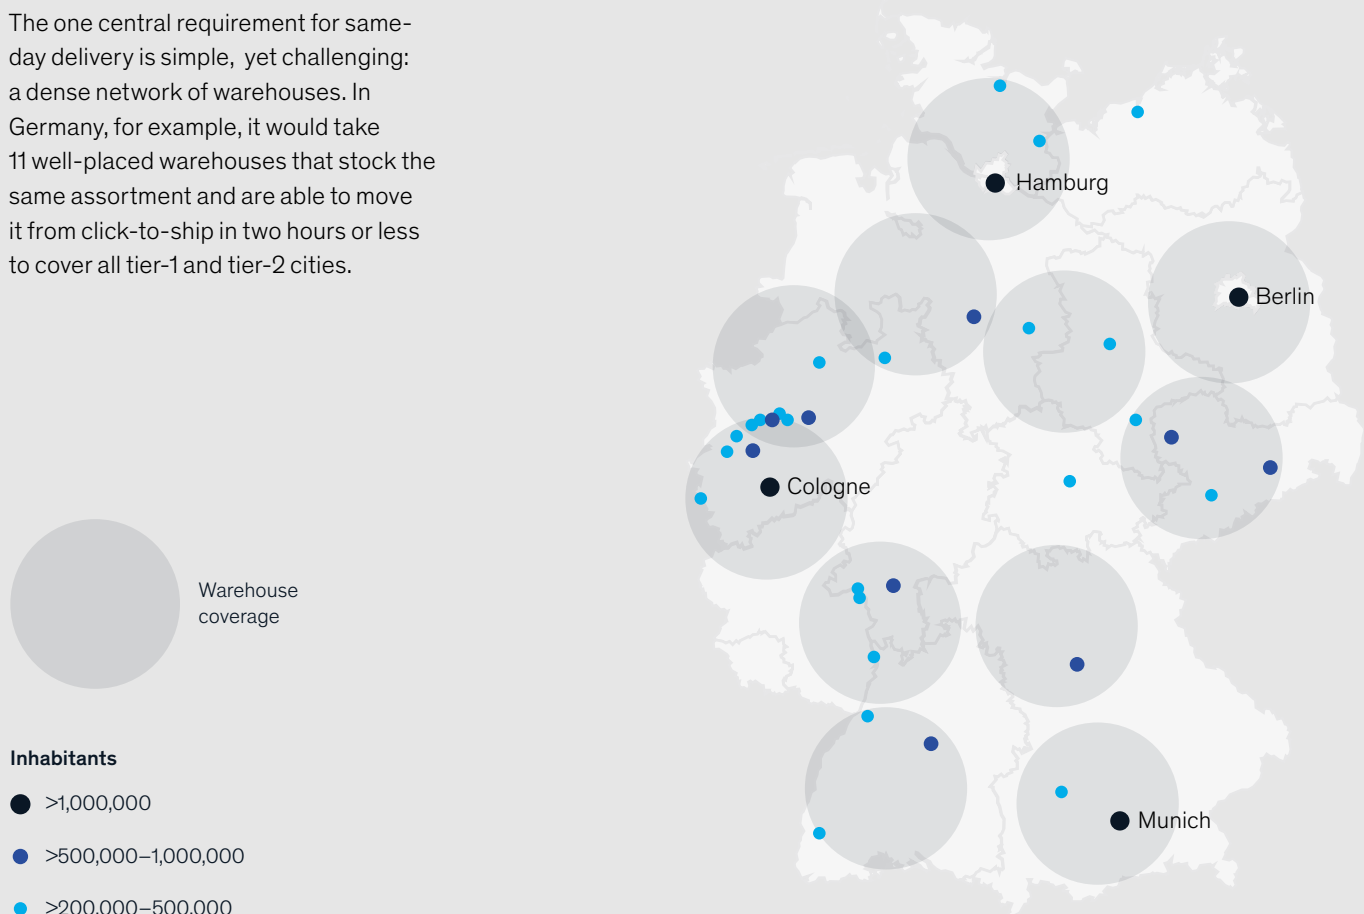 The one central requirement for same-
day delivery is simple, yet challenging:
a dense network of warehouses. In
Germany, for example, it would take
11 well-placed warehouses that stock the
same assortment and are able to move
it from click-to-ship in two hours or less
to cover all tier-1 and tier-2 cities.
Hamburg
Berlin
Cologne
Munich
Warehouse
coverage
Inhabitants
>1,000,000
>500,000–1,000,000
>200,000–500,000